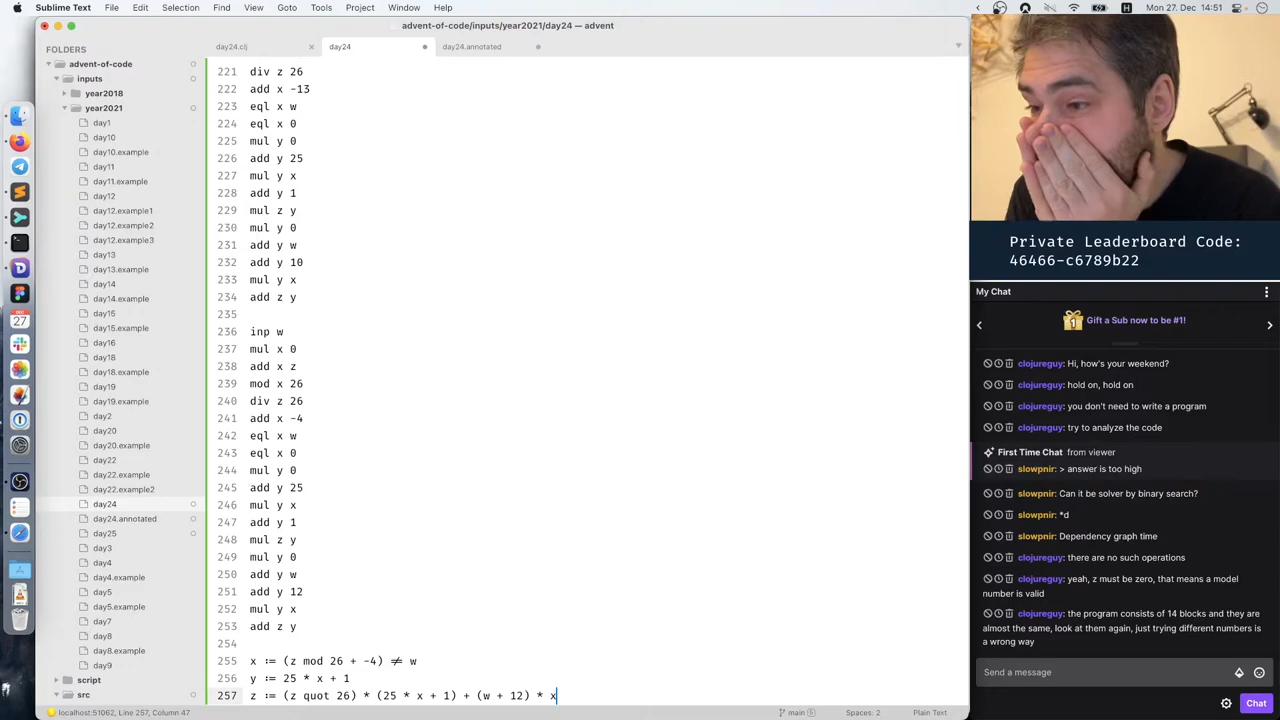 Sublime Text
File
Edit
Selection
Find
View
Goto
Tools
Project
Window
Help
Mon 27. Dec 14:51
advent-of-code/inputs/year2021/day24 — advent
FOLDERS
advent-of-code
inputs
year2018
year2021
day1
day10
day10.example
day11
day11.example
day12
day12.example1
day12.example2
day12.example3
day13
day13.example
day14
day14.example
day15
day15.example
day16
day18
day18.example
day19
day19.example
day2
day20
day20.example
day22
day22.example
day22.example2
day24
day24.annotated
day25
day3
day4
day4.example
day5
day5.example
day7
day8
day8.example
day9
script
src
day24.clj
day24
day24.annotated
221 div z 26
222 add x -13
223 eql x w
224 eql x 0
225 mul y 0
226 add y 25
227 mul y x
228 add y 1
229 mul z y
230 mul y 0
231 add y w
232 add y 10
233 mul y x
234 add z y
235
236 inp w
237 mul x 0
238 add x z
239 mod x 26
240 div z 26
241 add x -4
242 eql x w
243 eql x 0
244 mul y 0
245 add y 25
246 mul y x
247 add y 1
248 mul z y
249 mul y 0
250 add y w
251 add y 12
252 mul y x
253 add z y
254
255 x := (z mod 26 + -4) ≠ w
256 y := 25 * x + 1
257 z := (z quot 26) * (25 * x + 1) + (w + 12) * x
localhost:51062, Line 257, Column 47
main
5
Spaces: 2
Plain Text
Private Leaderboard Code:
46466-c6789b22
My Chat
1
Gift a Sub now to be #1!
clojureguy: Hi, how's your weekend?
clojureguy: hold on, hold on
clojureguy: you don't need to write a program
clojureguy: try to analyze the code
First Time Chat from viewer
slowpnir: > answer is too high
slowpnir: Can it be solver by binary search?
slowpnir: *d
slowpnir: Dependency graph time
clojureguy: there are no such operations
clojureguy: yeah, z must be zero, that means a model
number is valid
clojureguy: the program consists of 14 blocks and they are
almost the same, look at them again, just trying different numbers is
a wrong way
Send a message
Chat
DEC
27